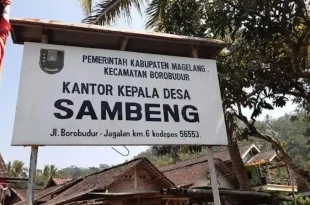 PEMERINTAH KABUPATEN MAGELANG
KECAMATAN BOROBUDUR
KANTOR KEPALA DESA
SAMBENG
Jl. Borobudur - Jagalan km. 6 kodepos 56553.